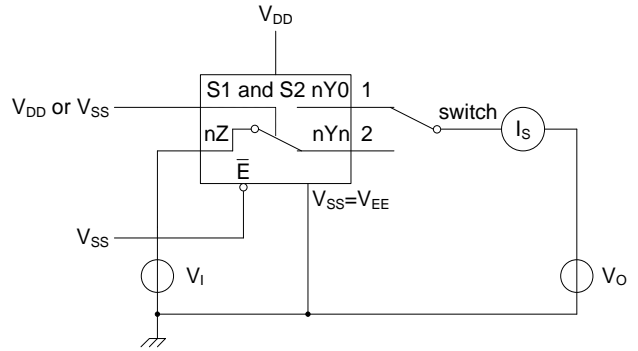 VDD
S1 and S2 nY0 1
VDD or VSS
switch
nZ nYn 2
IS
E̅
VSS=VEE
VSS
VI
VO